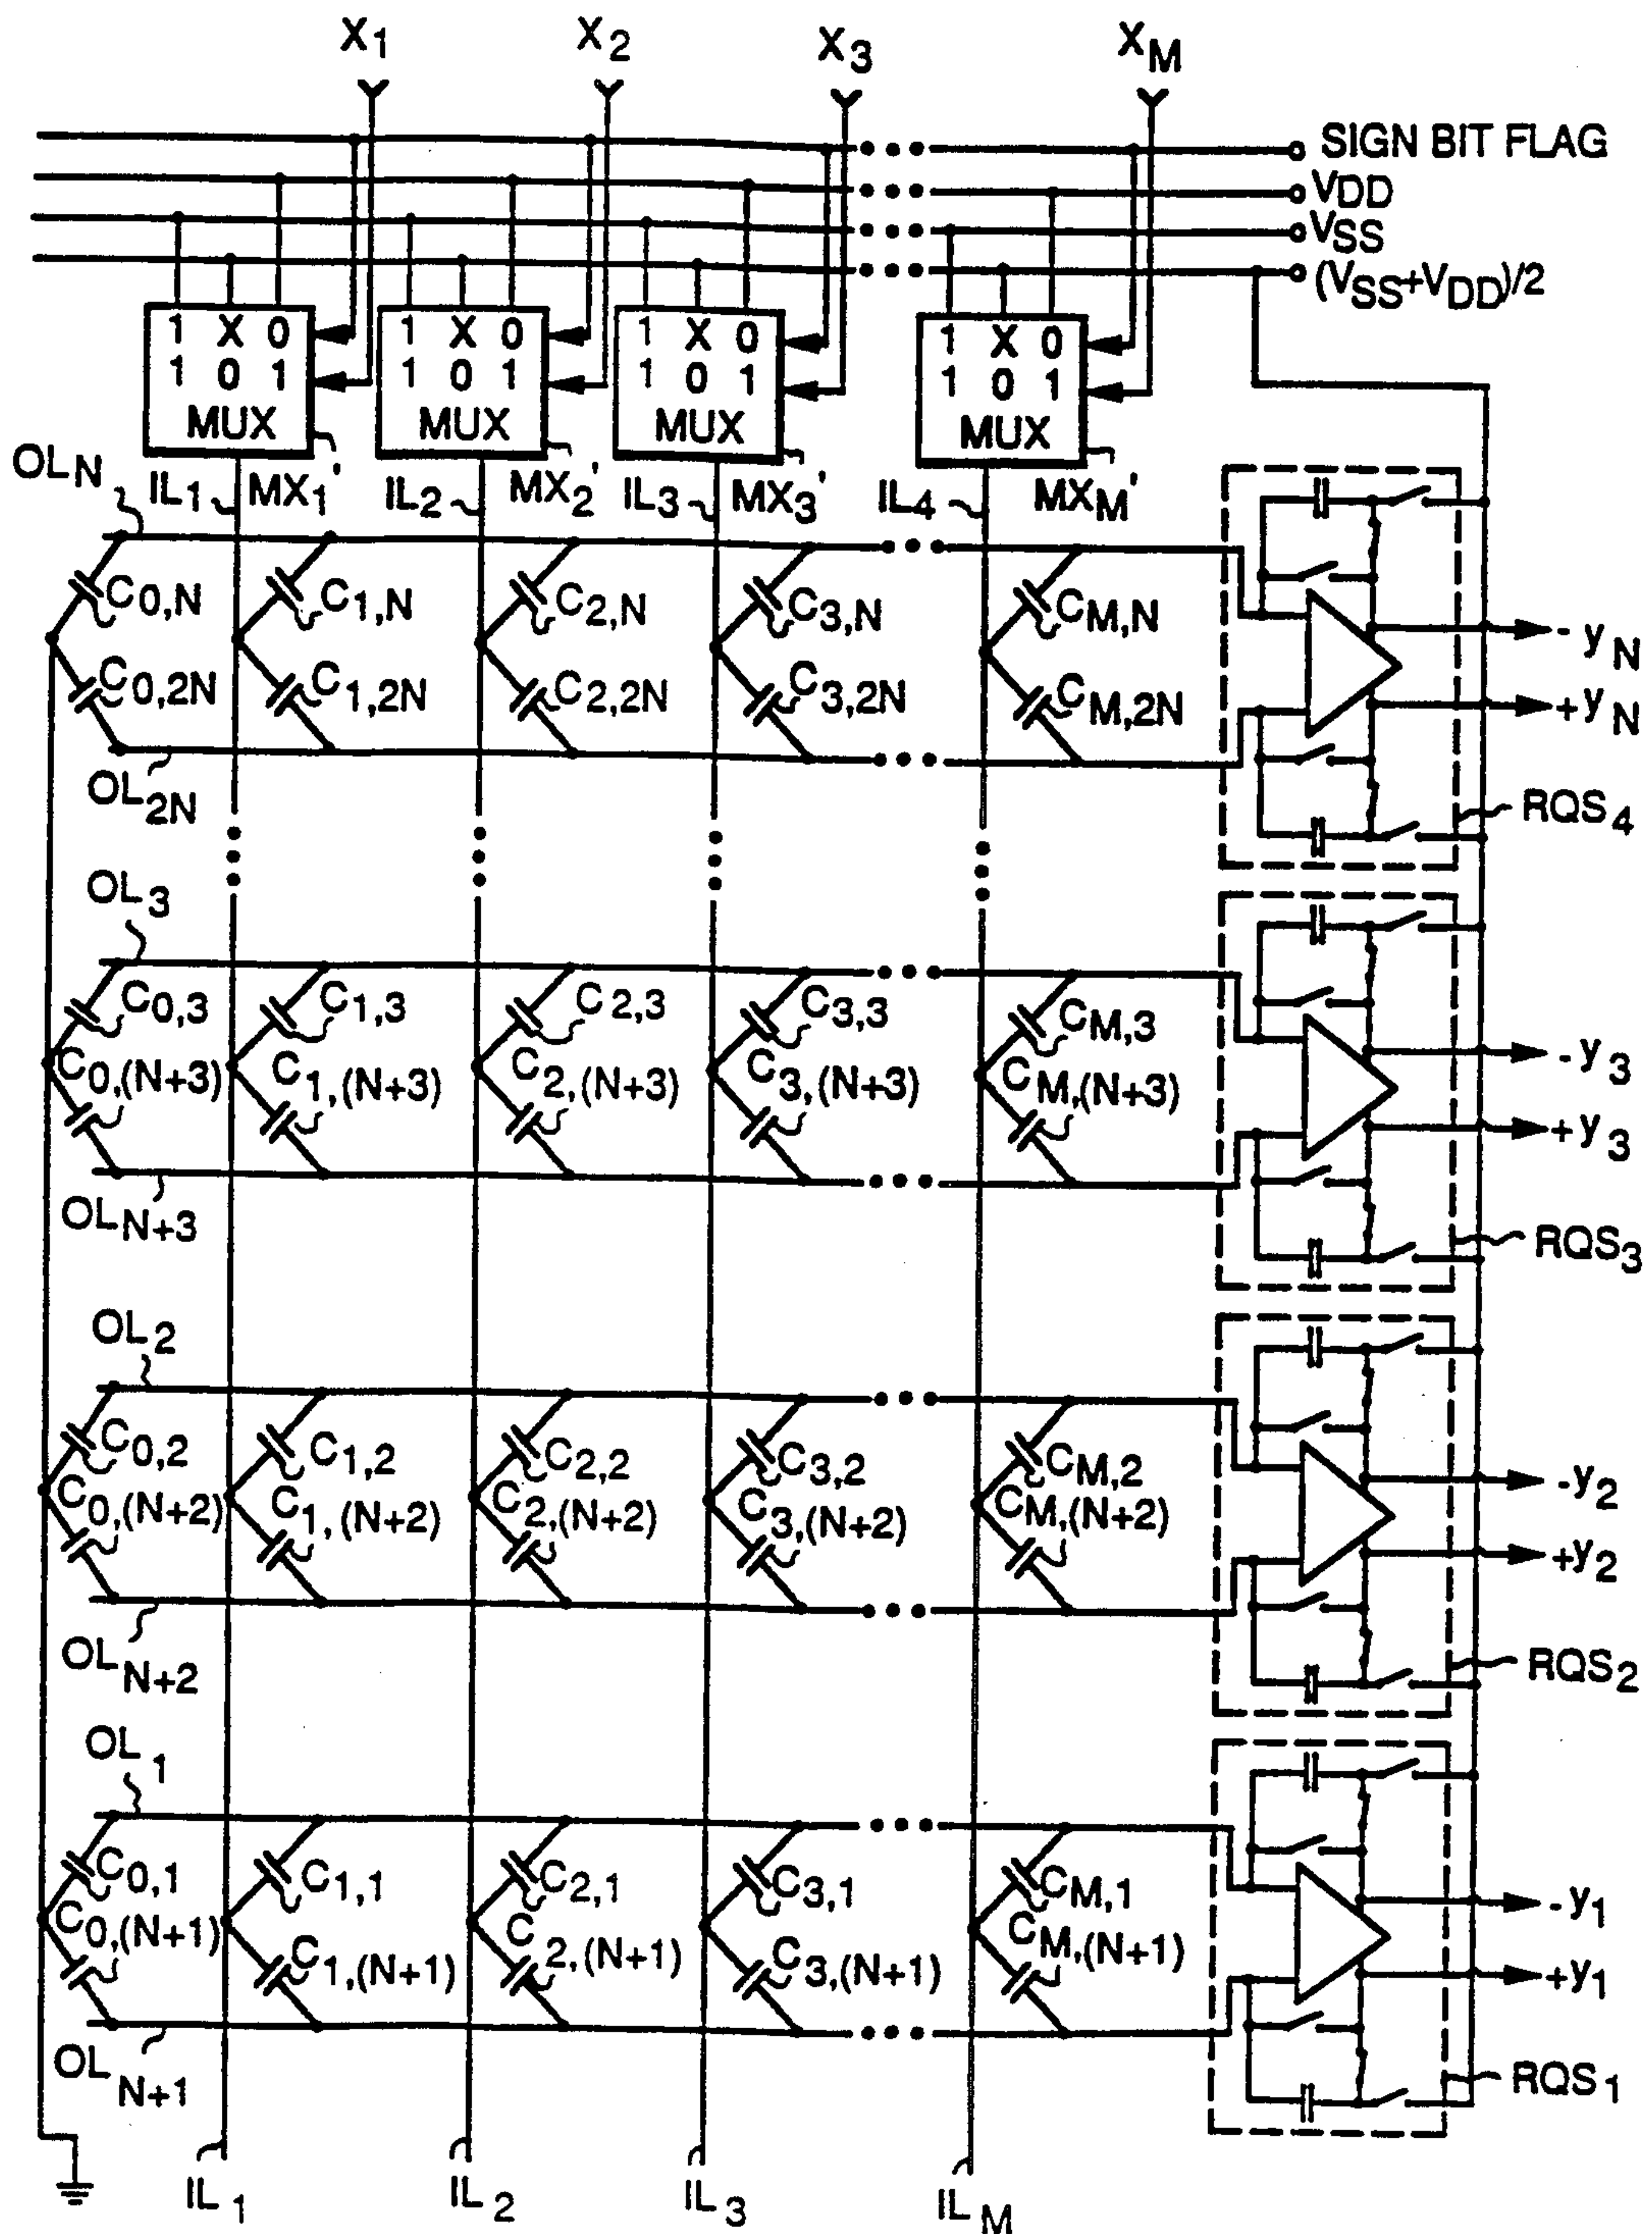 X1 X2 X3 XM
SIGN BIT FLAG
VDD
VSS
(VSS+VDD)/2
1 X 0 1 X 0 1 X 0 1 X 0
1 0 1 1 0 1 1 0 1 1 0 1
MUX MUX MUX MUX
OLN IL1 MX1' IL2 MX2' IL3 MX3' IL4 MXM'
C0,N C1,N C2,N C3,N CM,N
-yN
C0,2N C1,2N C2,2N C3,2N CM,2N
+yN
OL2N
RQS4
OL3
C0,3 C1,3 C2,3 C3,3 CM,3
-y3
C0,(N+3) C1,(N+3) C2,(N+3) C3,(N+3) CM,(N+3)
+y3
OLN+3
RQS3
OL2
C0,2 C1,2 C2,2 C3,2 CM,2
-y2
C0,(N+2) C1,(N+2) C2,(N+2) C3,(N+2) CM,(N+2)
+y2
OLN+2
RQS2
OL1
C0,1 C1,1 C2,1 C3,1 CM,1
-y1
C0,(N+1) C1,(N+1) C2,(N+1) C3,(N+1) CM,(N+1)
+y1
OLN+1
RQS1
IL1 IL2 IL3 ILM